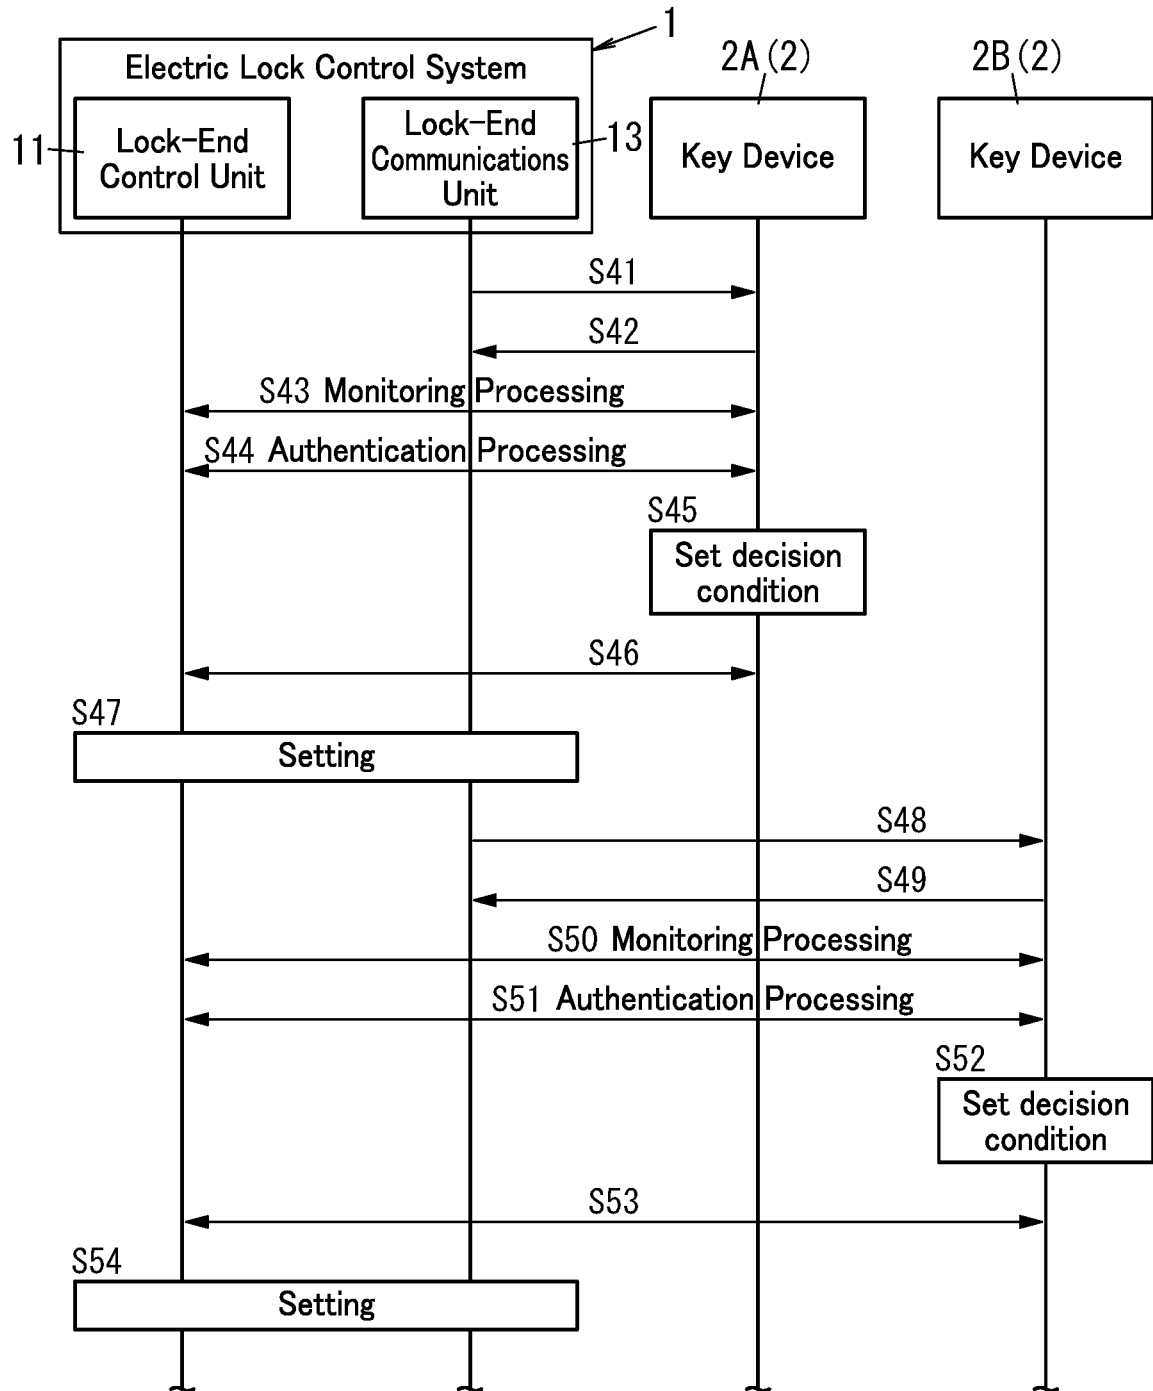 1
2A(2)
2B(2)
Electric Lock Control System
11
Lock-End
Control Unit
Lock-End
Communications
Unit
13
Key Device
Key Device
S41
S42
S43 Monitoring Processing
S44 Authentication Processing
S45
Set decision
condition
S46
S47
Setting
S48
S49
S50 Monitoring Processing
S51 Authentication Processing
S52
Set decision
condition
S53
S54
Setting